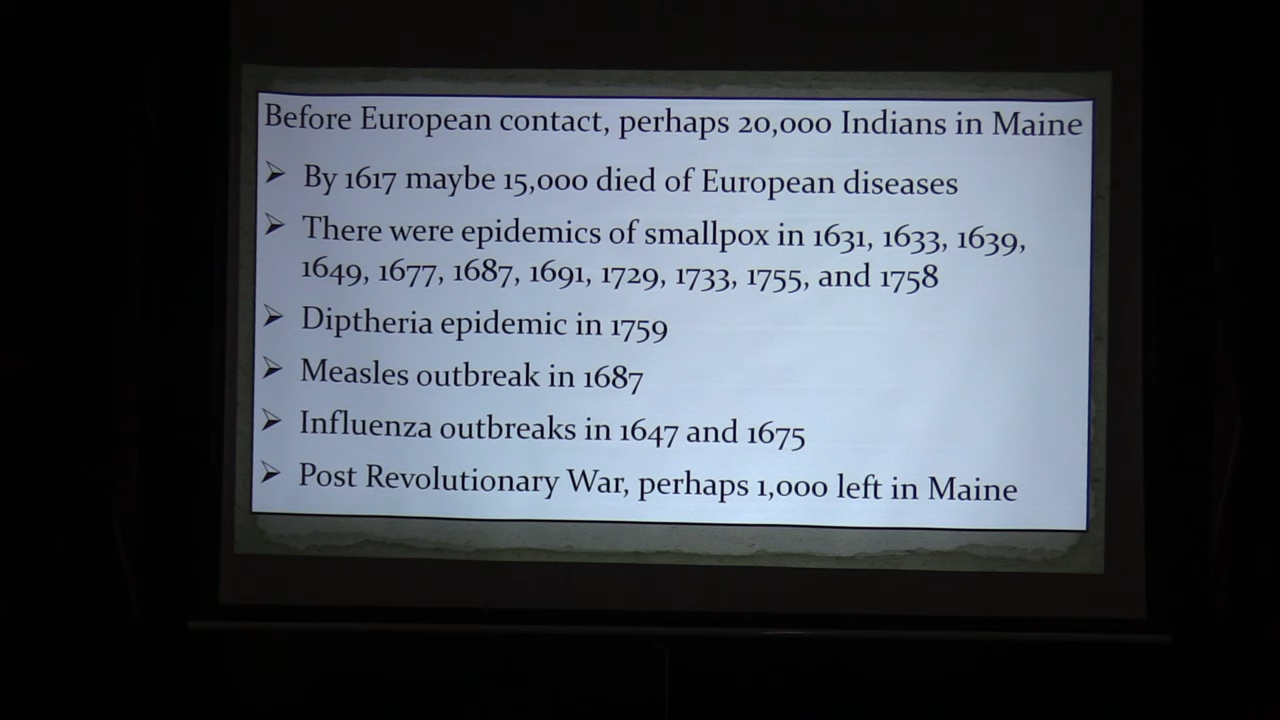 Before European contact, perhaps 20,000 Indians in Maine
➢ By 1617 maybe 15,000 died of European diseases
➢ There were epidemics of smallpox in 1631, 1633, 1639,
1649, 1677, 1687, 1691, 1729, 1733, 1755, and 1758
➢ Diptheria epidemic in 1759
➢ Measles outbreak in 1687
➢ Influenza outbreaks in 1647 and 1675
➢ Post Revolutionary War, perhaps 1,000 left in Maine